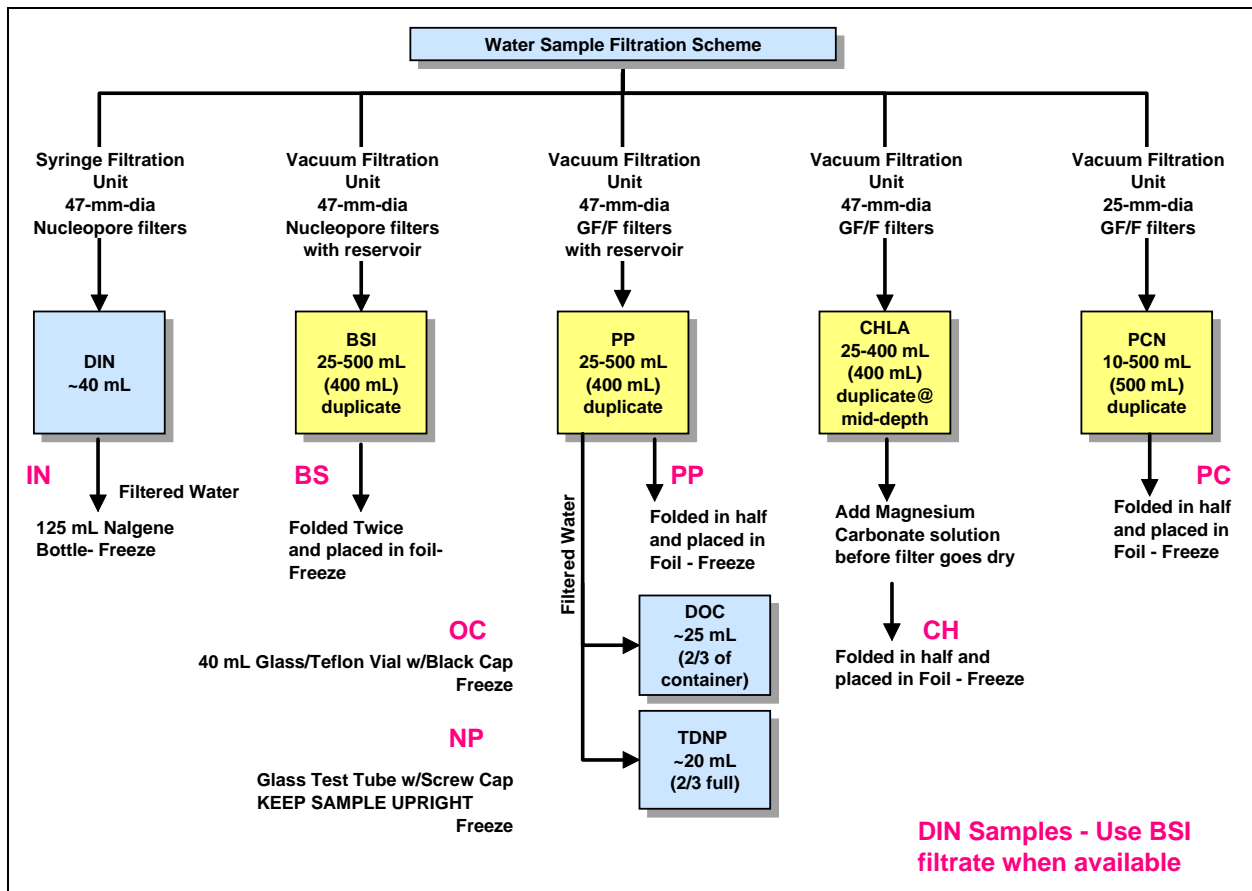 Water Sample Filtration Scheme
Syringe Filtration
Unit
47-mm-dia
Nucleopore filters
Vacuum Filtration
Unit
47-mm-dia
Nucleopore filters
with reservoir
Vacuum Filtration
Unit
47-mm-dia
GF/F filters
with reservoir
Vacuum Filtration
Unit
47-mm-dia
GF/F filters
Vacuum Filtration
Unit
25-mm-dia
GF/F filters
DIN
~40 mL
BSI
25-500 mL
(400 mL)
duplicate
PP
25-500 mL
(400 mL)
duplicate
CHLA
25-400 mL
(400 mL)
duplicate@
mid-depth
PCN
10-500 mL
(500 mL)
duplicate
IN
Filtered Water
125 mL Nalgene
Bottle- Freeze
BS
Folded Twice
and placed in foil-
Freeze
Filtered Water
PP
Folded in half
and placed in
Foil - Freeze
Add Magnesium
Carbonate solution
before filter goes dry
CH
Folded in half and
placed in Foil - Freeze
PC
Folded in half
and placed in
Foil - Freeze
OC
40 mL Glass/Teflon Vial w/Black Cap
Freeze
DOC
~25 mL
(2/3 of
container)
NP
Glass Test Tube w/Screw Cap
KEEP SAMPLE UPRIGHT
Freeze
TDNP
~20 mL
(2/3 full)
DIN Samples - Use BSI
filtrate when available